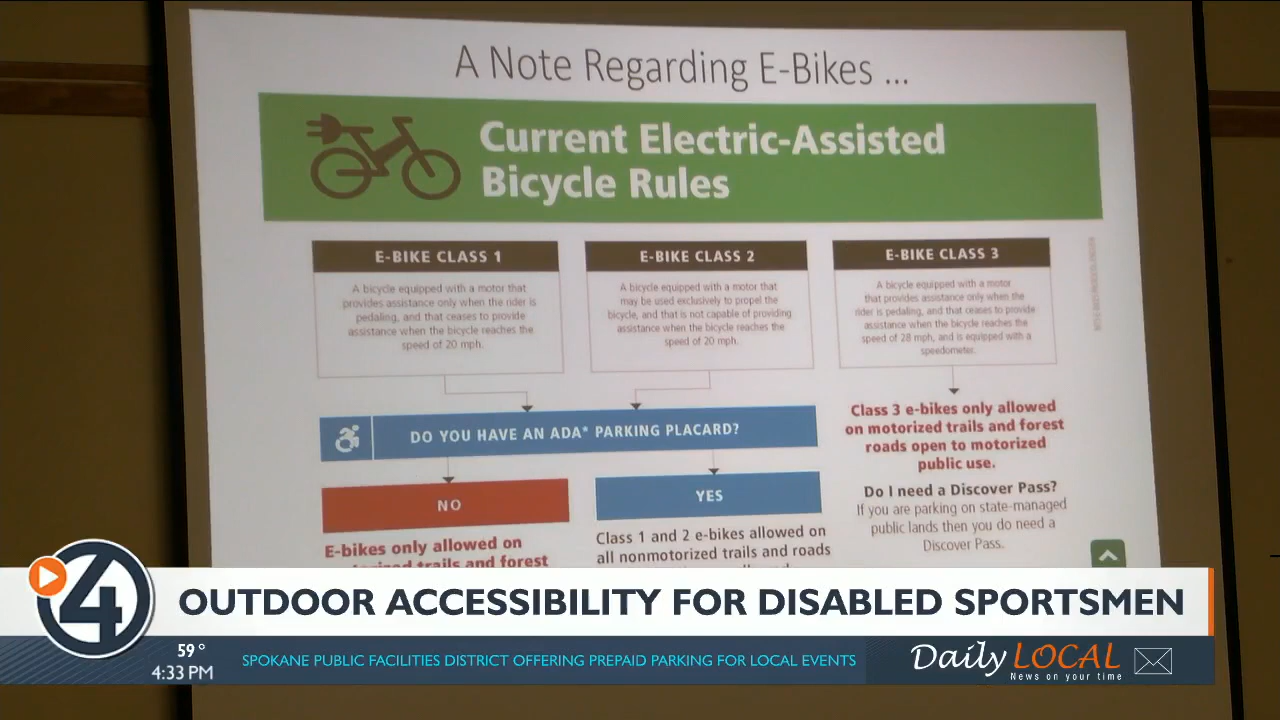 A Note Regarding E-Bikes ...
Current Electric-Assisted
Bicycle Rules
E-BIKE CLASS 1
A bicycle equipped with a motor that
provides assistance only when the rider is
pedaling, and that ceases to provide
assistance when the bicycle reaches the
speed of 20 mph.
E-BIKE CLASS 2
A bicycle equipped with a motor that
may be used exclusively to propel the
bicycle, and that is not capable of providing
assistance when the bicycle reaches the
speed of 20 mph.
E-BIKE CLASS 3
A bicycle equipped with a motor
that provides assistance only when the
rider is pedaling, and that ceases to provide
assistance when the bicycle reaches the
speed of 28 mph, and is equipped with a
speedometer.
DO YOU HAVE AN ADA* PARKING PLACARD?
NO
E-bikes only allowed on
trails and forest
YES
Class 1 and 2 e-bikes allowed on
all nonmotorized trails and roads
Class 3 e-bikes only allowed
on motorized trails and forest
roads open to motorized
public use.
Do I need a Discover Pass?
If you are parking on state-managed
public lands then you do need a
Discover Pass.
4
OUTDOOR ACCESSIBILITY FOR DISABLED SPORTSMEN
59°
4:33 PM
SPOKANE PUBLIC FACILITIES DISTRICT OFFERING PREPAID PARKING FOR LOCAL EVENTS
Daily LOCAL
News on your time